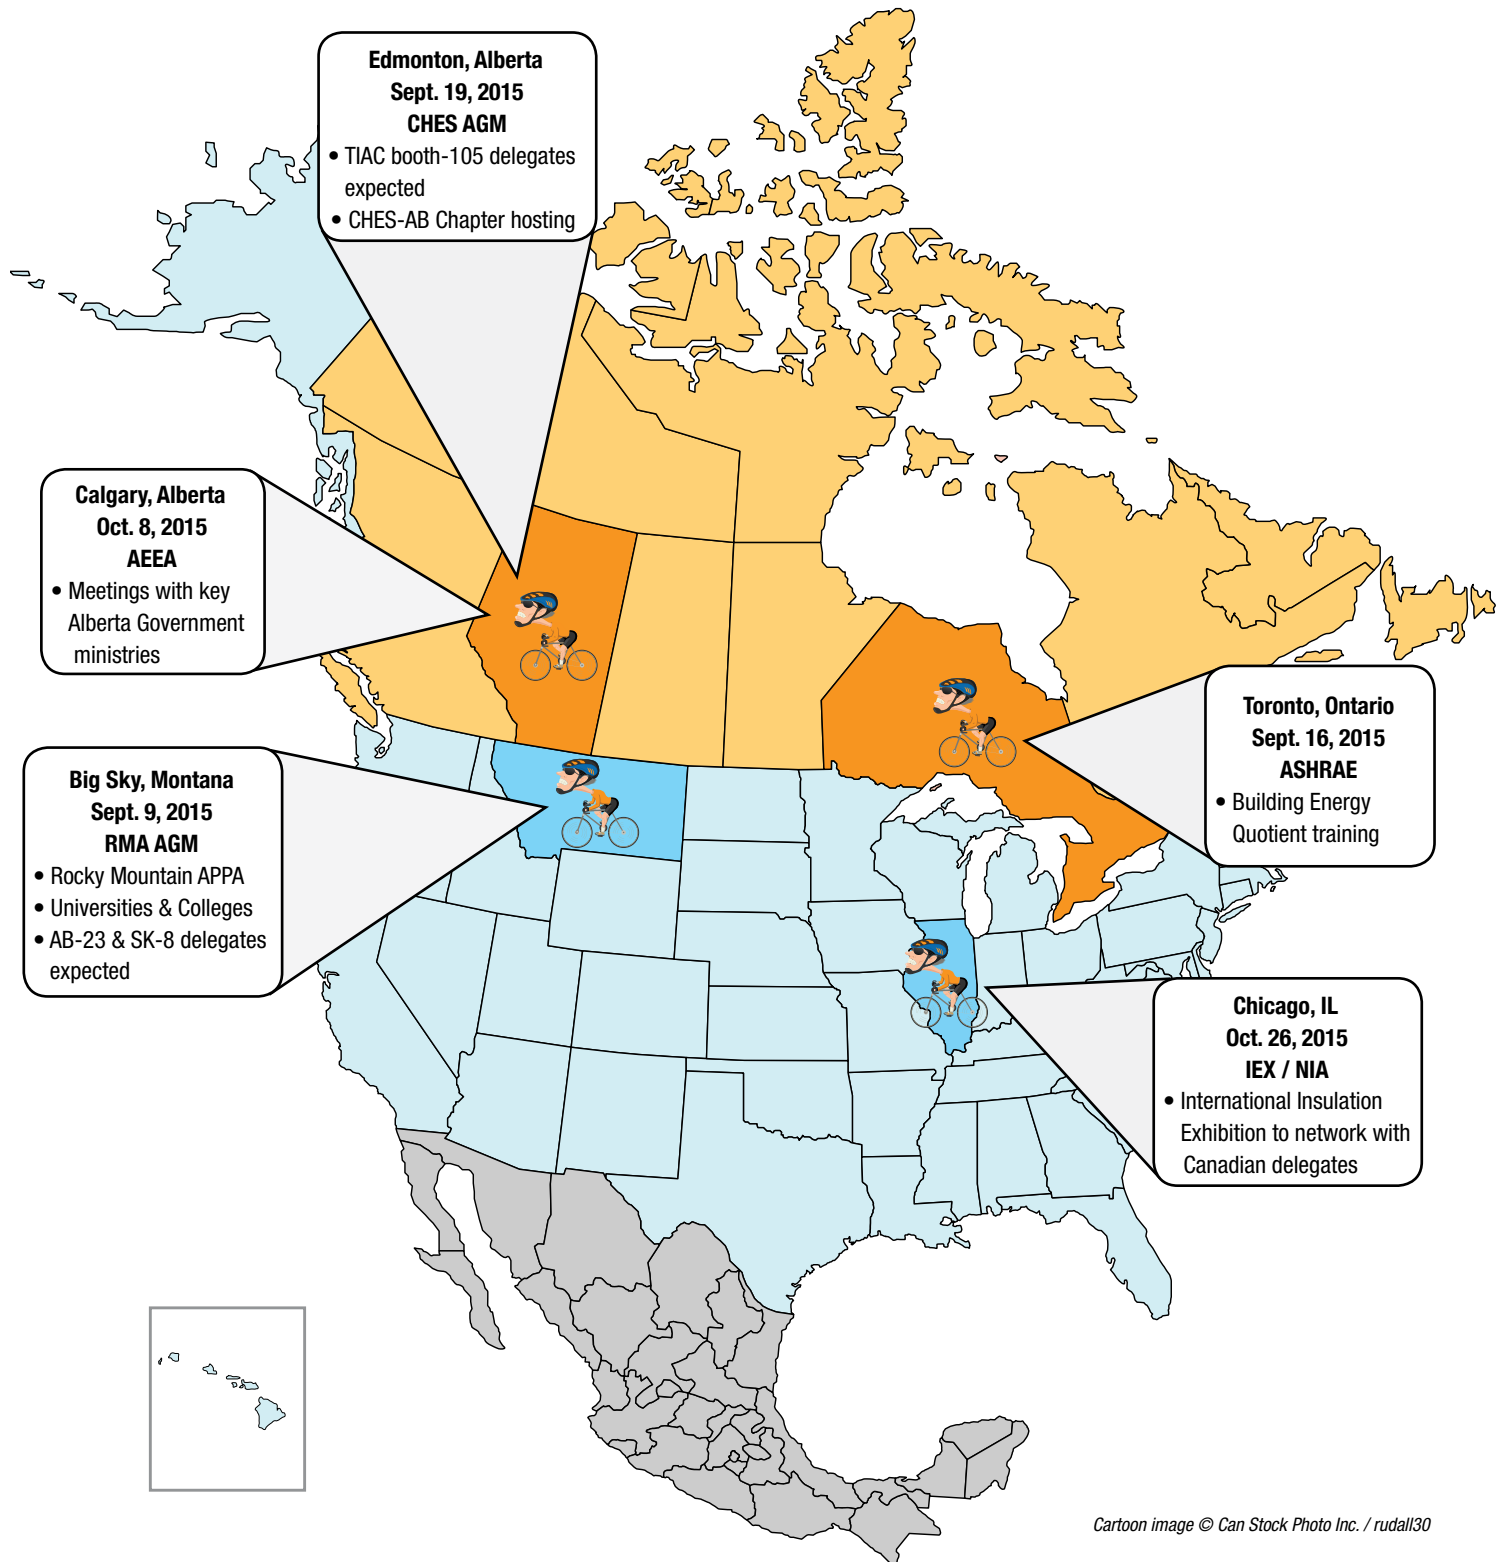 Edmonton, Alberta
Sept. 19, 2015
CHES AGM
• TIAC booth-105 delegates
expected
• CHES-AB Chapter hosting
Calgary, Alberta
Oct. 8, 2015
AEEA
• Meetings with key
Alberta Government
ministries
Toronto, Ontario
Sept. 16, 2015
ASHRAE
• Building Energy
Quotient training
Big Sky, Montana
Sept. 9, 2015
RMA AGM
• Rocky Mountain APPA
• Universities & Colleges
• AB-23 & SK-8 delegates
expected
Chicago, IL
Oct. 26, 2015
IEX / NIA
• International Insulation
Exhibition to network with
Canadian delegates
Cartoon image © Can Stock Photo Inc. / rudall30